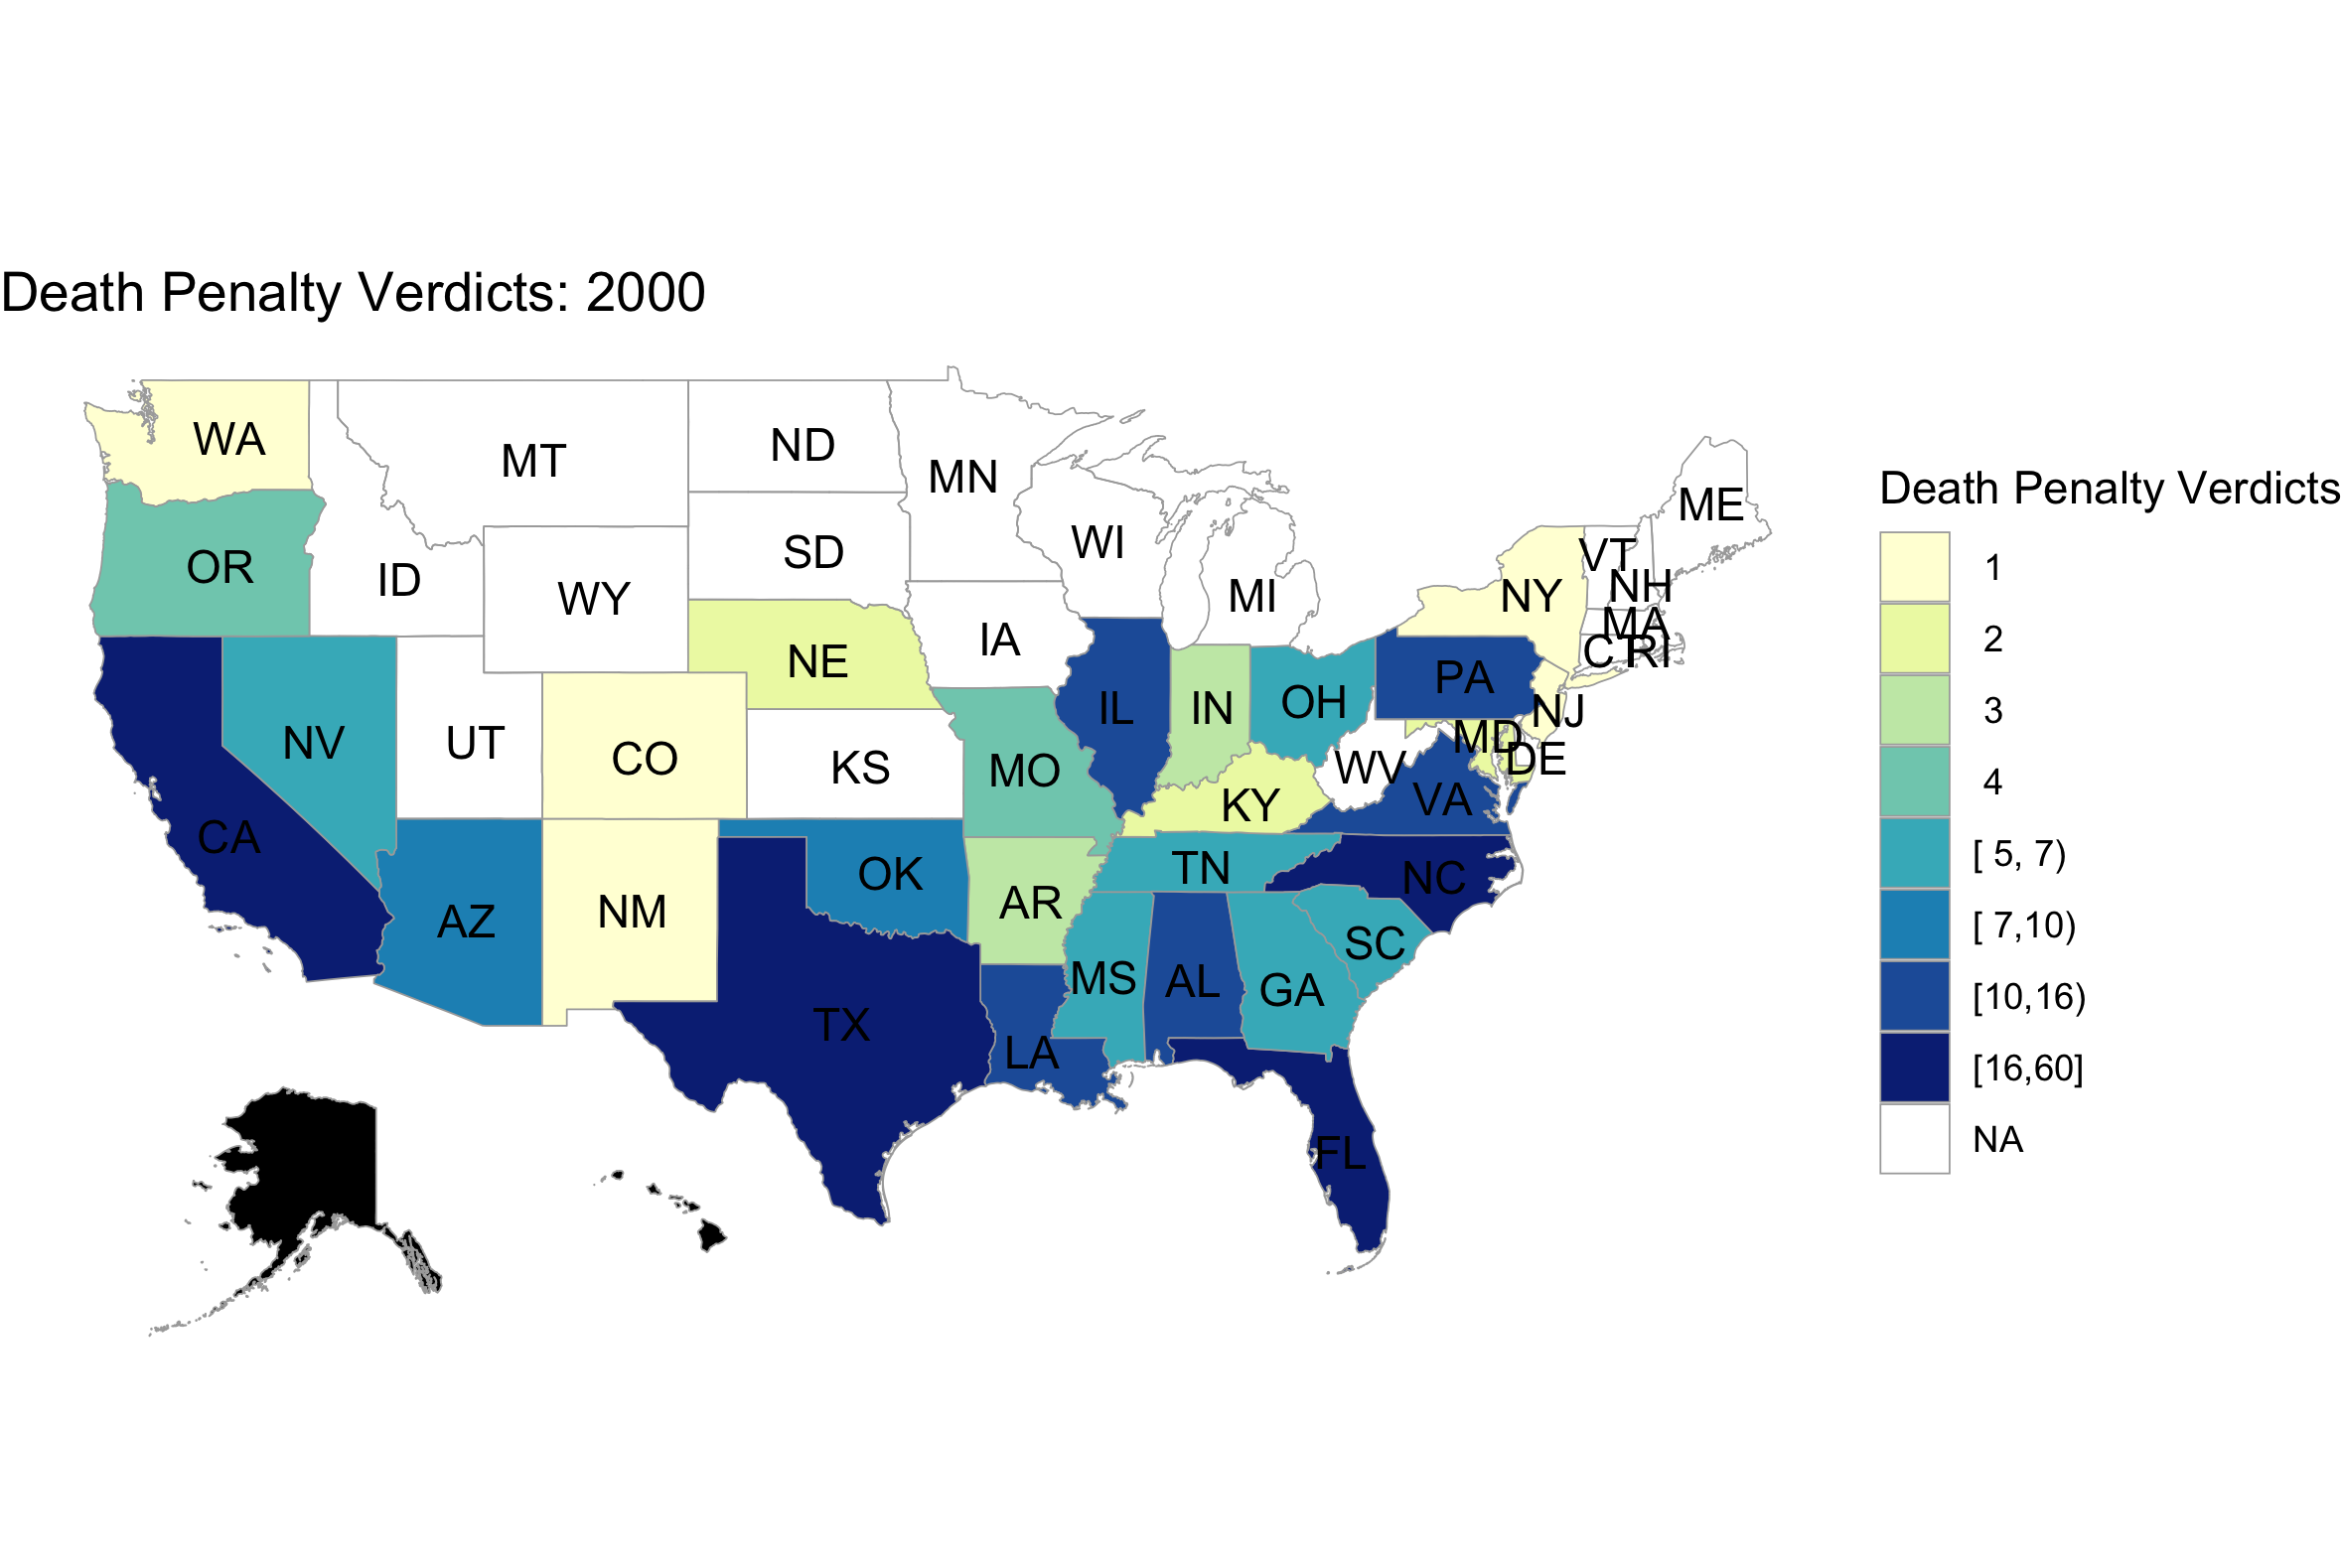 Death Penalty Verdicts: 2000
WA
MT
ND
MN
ME
OR
ID
WY
SD
WI
MI
NY
VT
NH
MA
CT
RI
NE
IA
PA
NJ
NV
UT
CO
KS
MO
IL
IN
OH
MD
DE
WV
VA
KY
CA
AZ
NM
OK
AR
TN
NC
SC
TX
LA
MS
AL
GA
FL
Death Penalty Verdicts
1
2
3
4
[ 5, 7)
[ 7,10)
[10,16)
[16,60]
NA